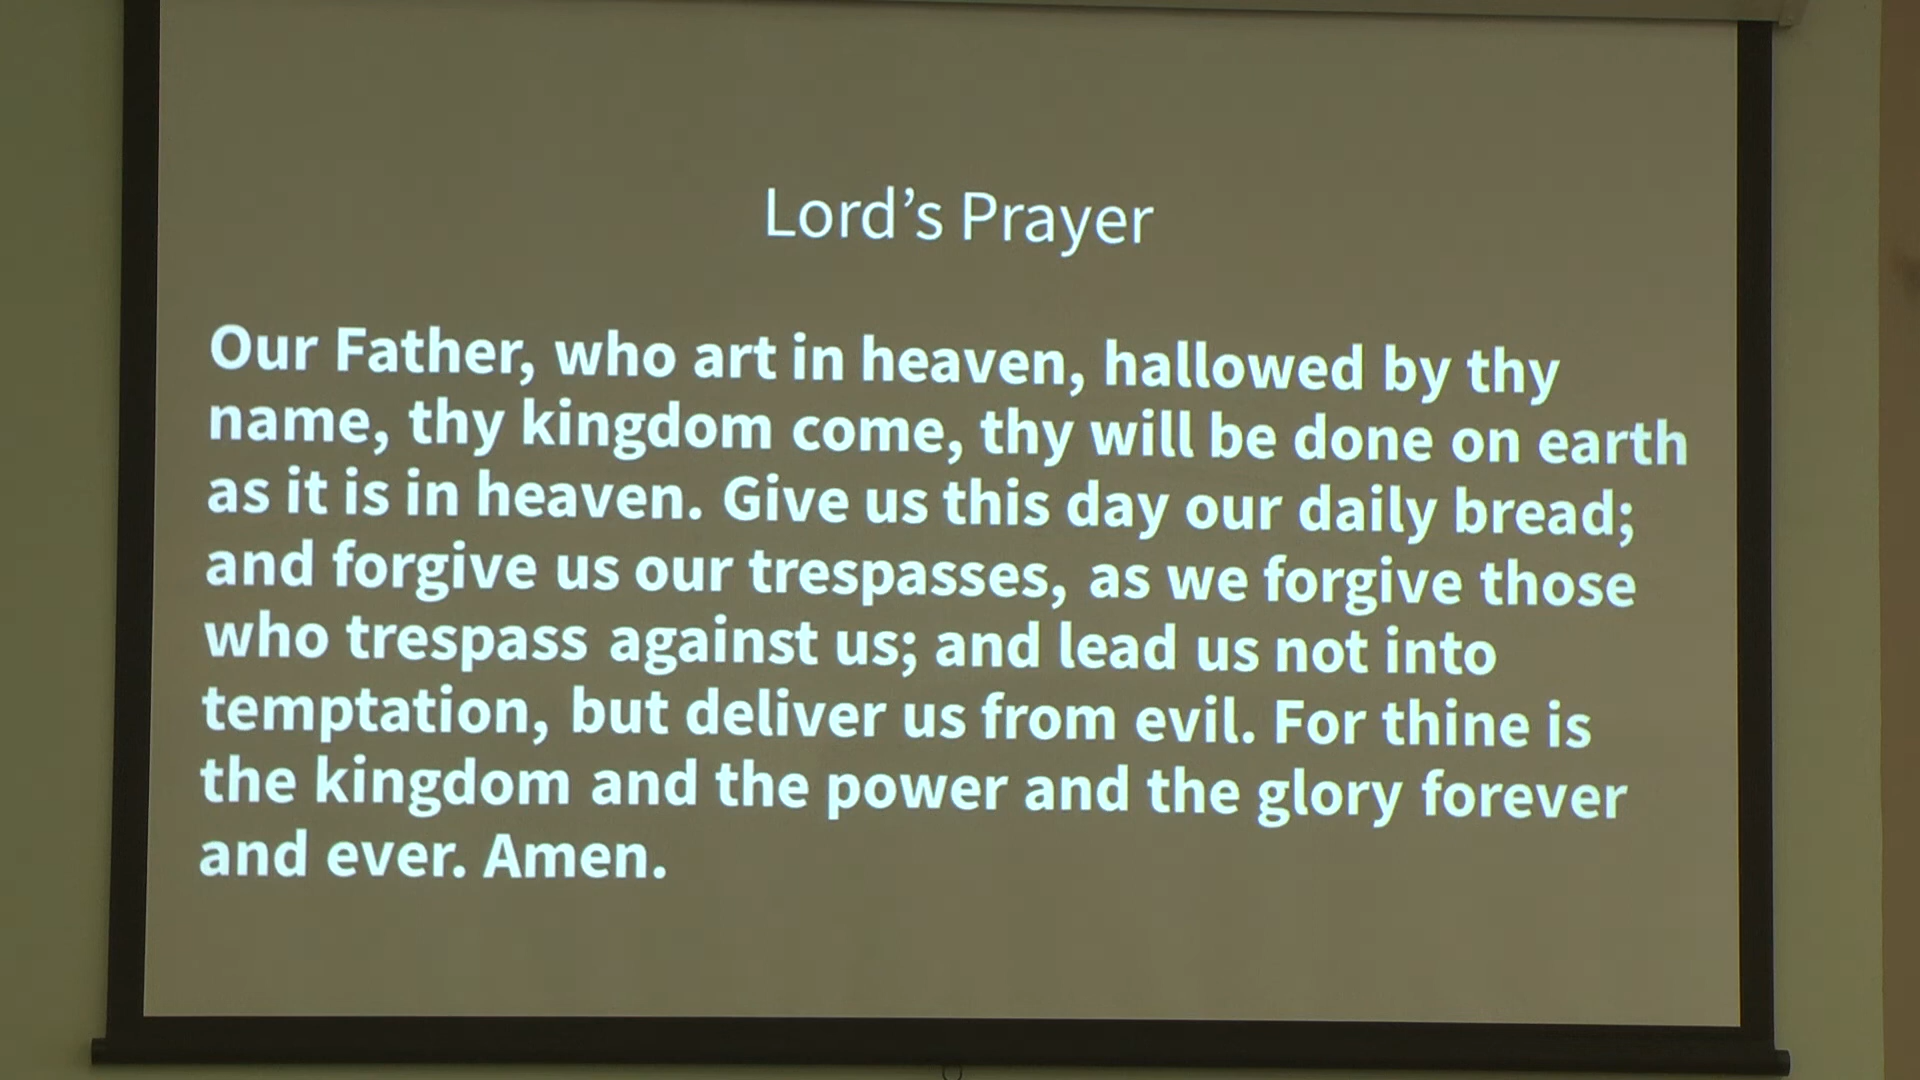 Lord’s Prayer
Our Father, who art in heaven, hallowed by thy
name, thy kingdom come, thy will be done on earth
as it is in heaven. Give us this day our daily bread;
and forgive us our trespasses, as we forgive those
who trespass against us; and lead us not into
temptation, but deliver us from evil. For thine is
the kingdom and the power and the glory forever
and ever. Amen.